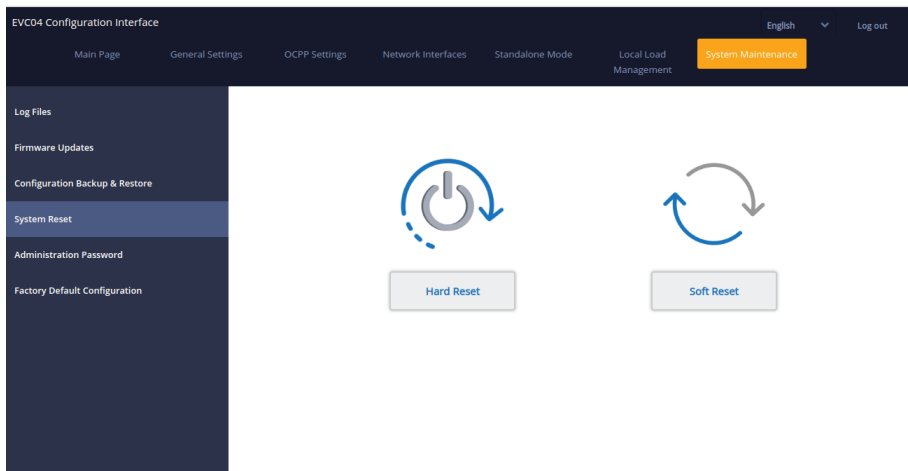 EVC04 Configuration Interface
English
Log out
Main Page
General Settings
OCPP Settings
Network Interfaces
Standalone Mode
Local Load
Management
System Maintenance
Log Files
Firmware Updates
Configuration Backup & Restore
System Reset
Administration Password
Factory Default Configuration
Hard Reset
Soft Reset